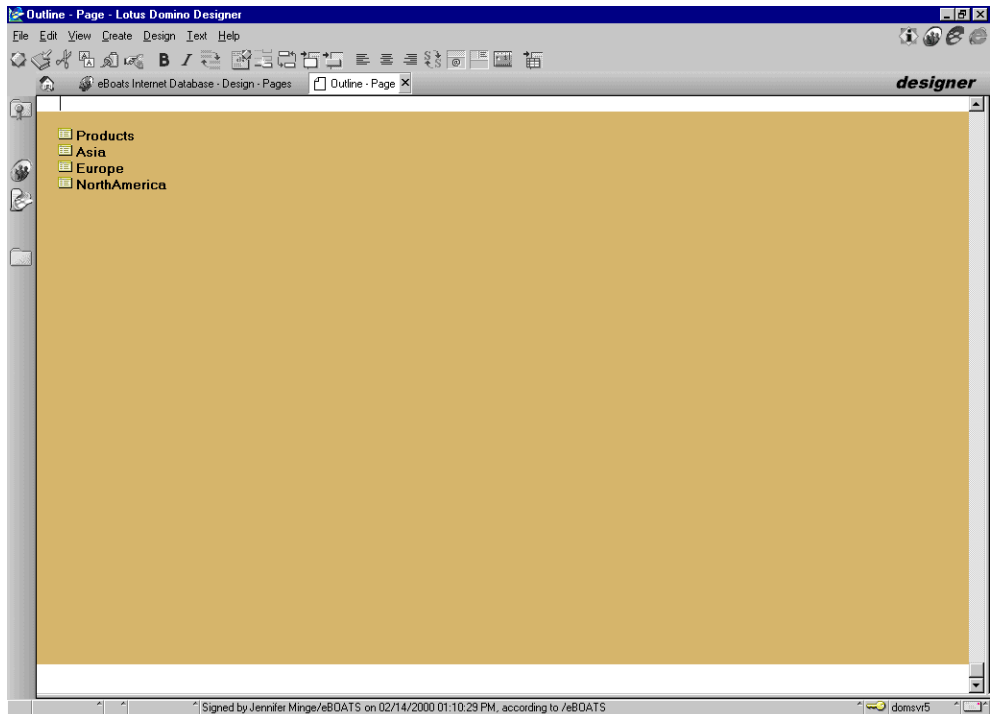 Outline - Page - Lotus Domino Designer
File Edit View Create Design Text Help
B I
eBoats Internet Database - Design - Pages Outline - Page designer
Products
Asia
Europe
NorthAmerica
Signed by Jennifer Minge/eBOATS on 02/14/2000 01:10:29 PM, according to /eBOATS domsvr5